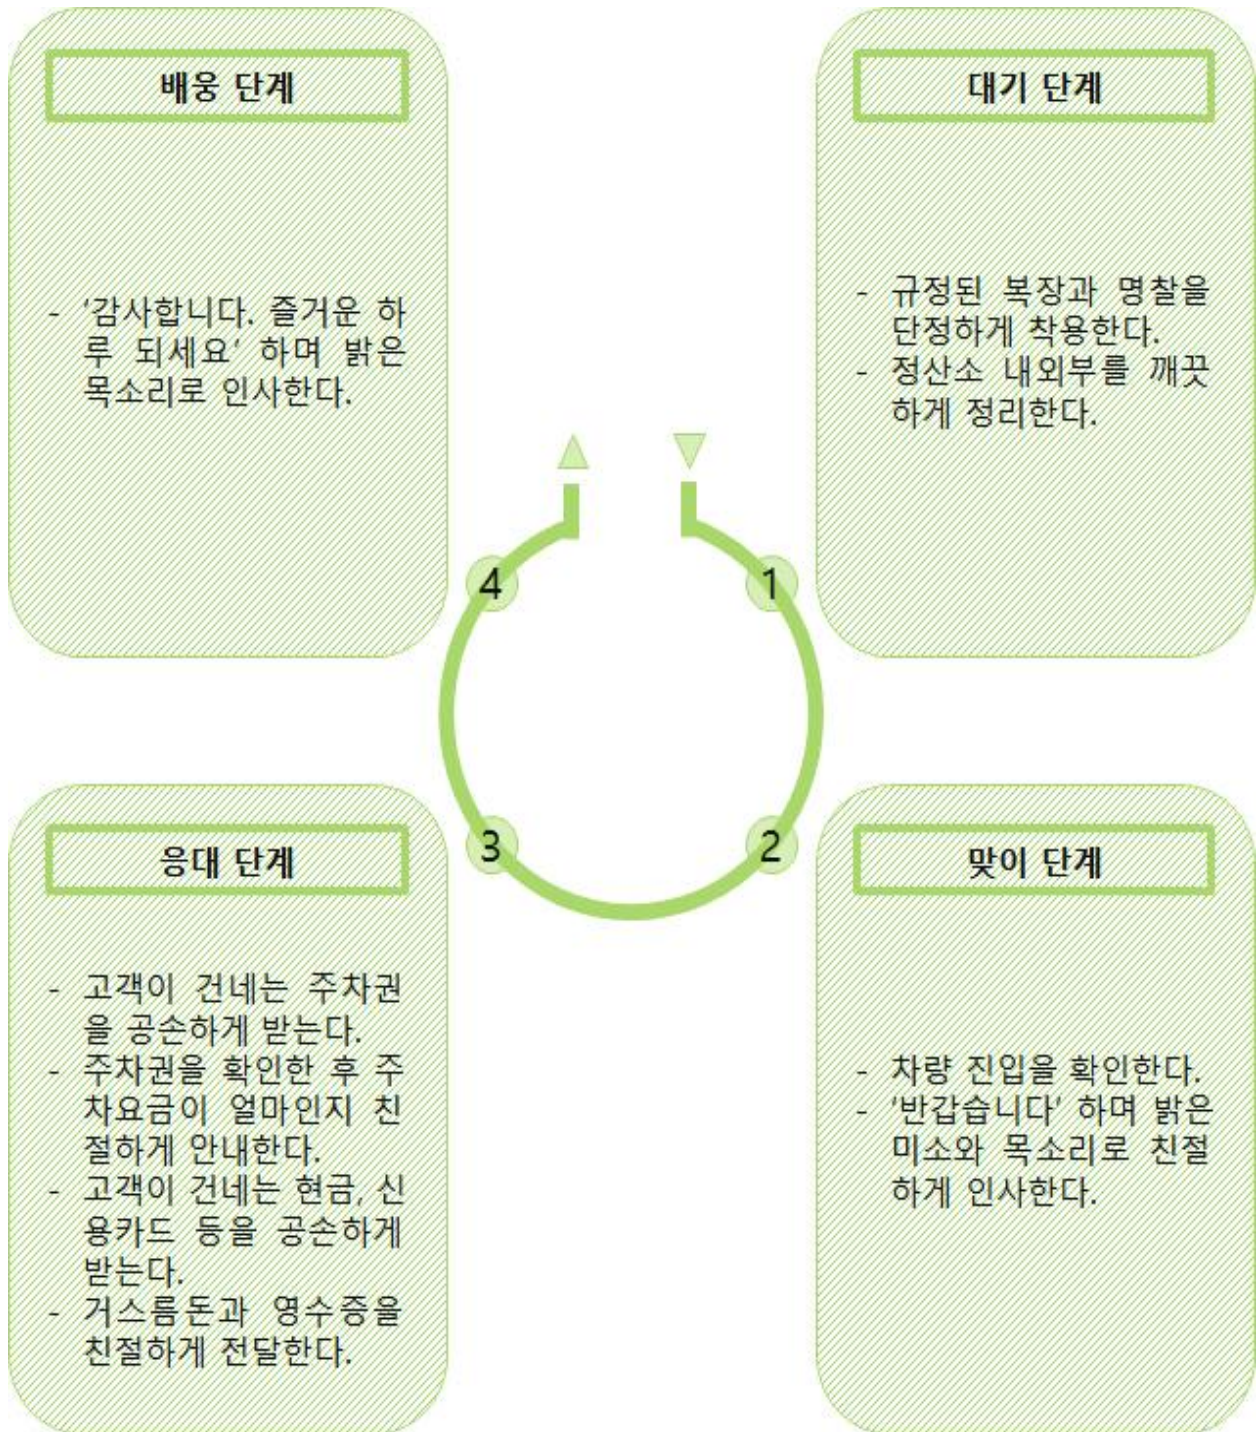 대기 단계
- 규정된 복장과 명찰을
단정하게 착용한다.
- 정산소 내외부를 깨끗
하게 정리한다.
1
맞이 단계
- 차량 진입을 확인한다.
- ‘반갑습니다’ 하며 밝은
미소와 목소리로 친절
하게 인사한다.
2
응대 단계
- 고객이 건네는 주차권
을 공손하게 받는다.
- 주차권을 확인한 후 주
차요금이 얼마인지 친
절하게 안내한다.
- 고객이 건네는 현금, 신
용카드 등을 공손하게
받는다.
- 거스름돈과 영수증을
친절하게 전달한다.
3
배웅 단계
- ‘감사합니다. 즐거운 하
루 되세요’ 하며 밝은
목소리로 인사한다.
4